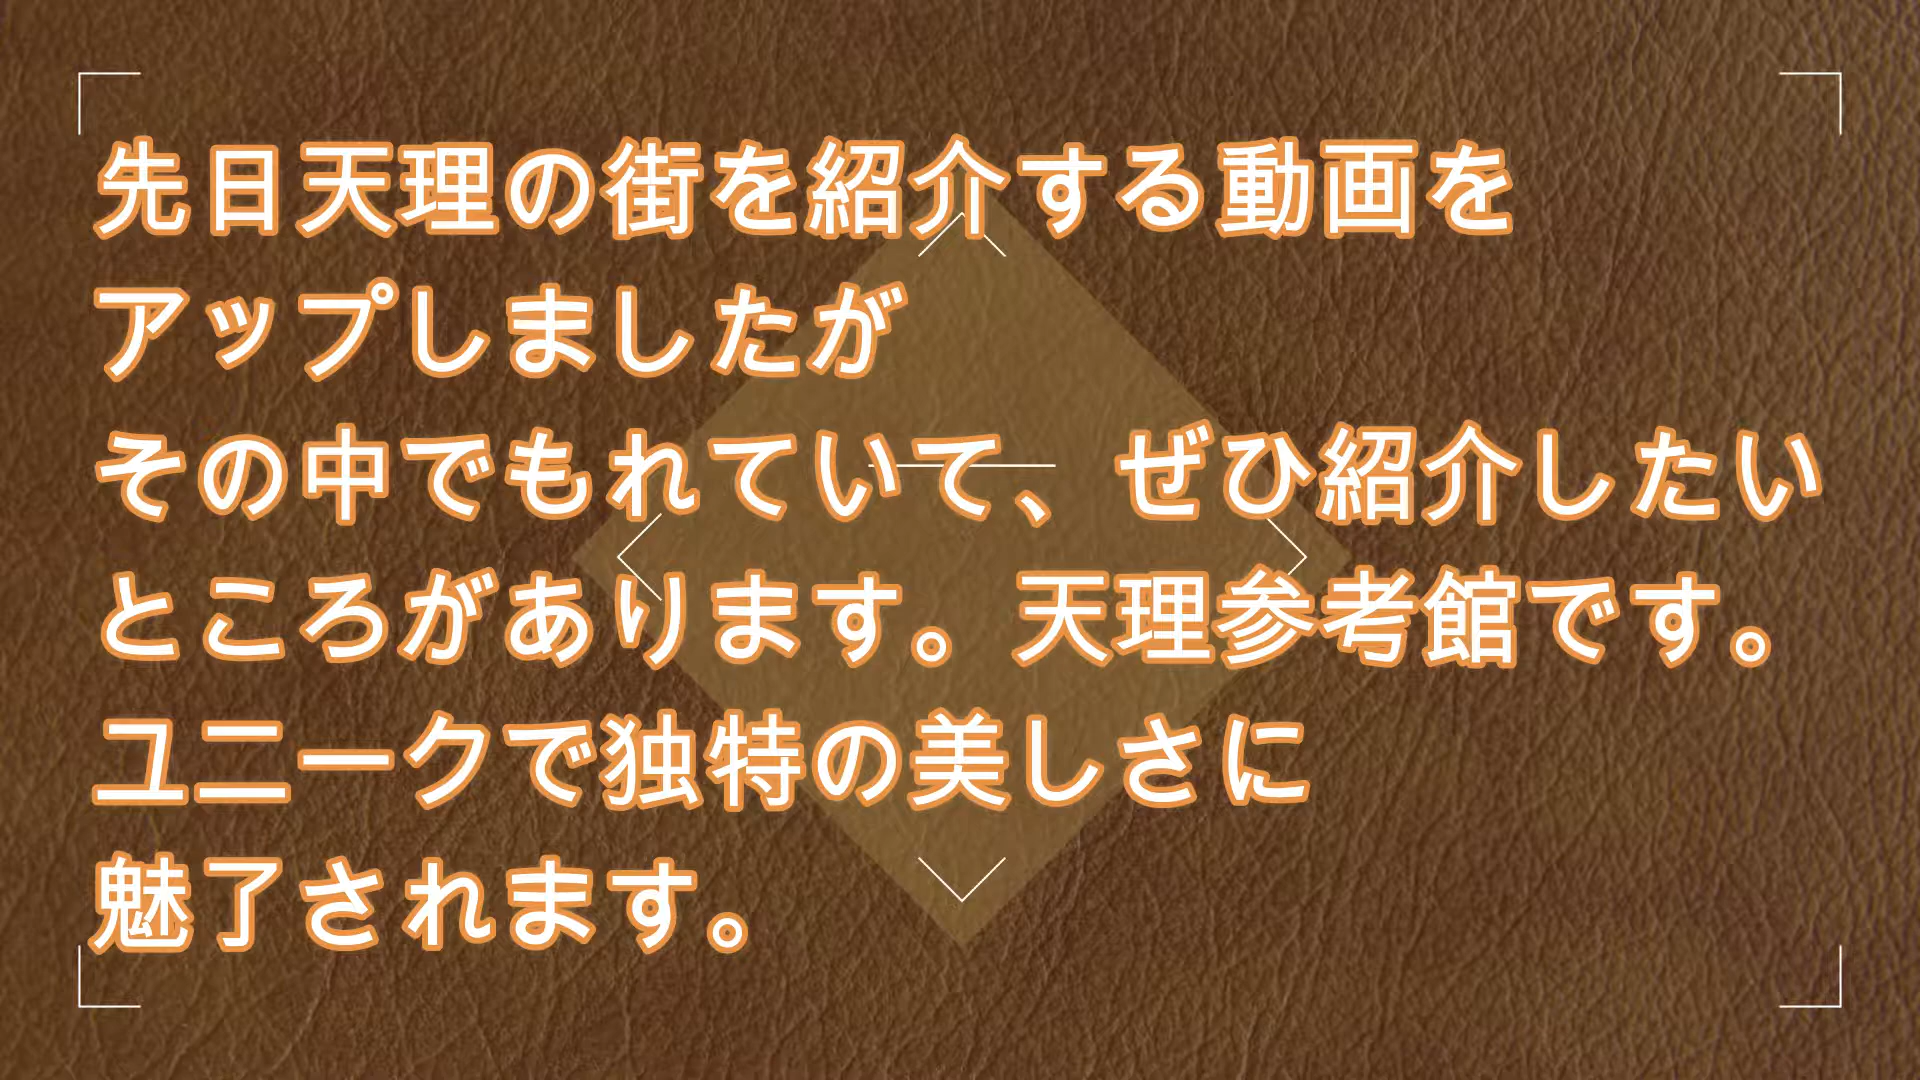 先日天理の街を紹介する動画を
アップしましたが
その中でもれていて、ぜひ紹介したい
ところがあります。天理参考館です。
ユニークで独特の美しさに
魅了されます。